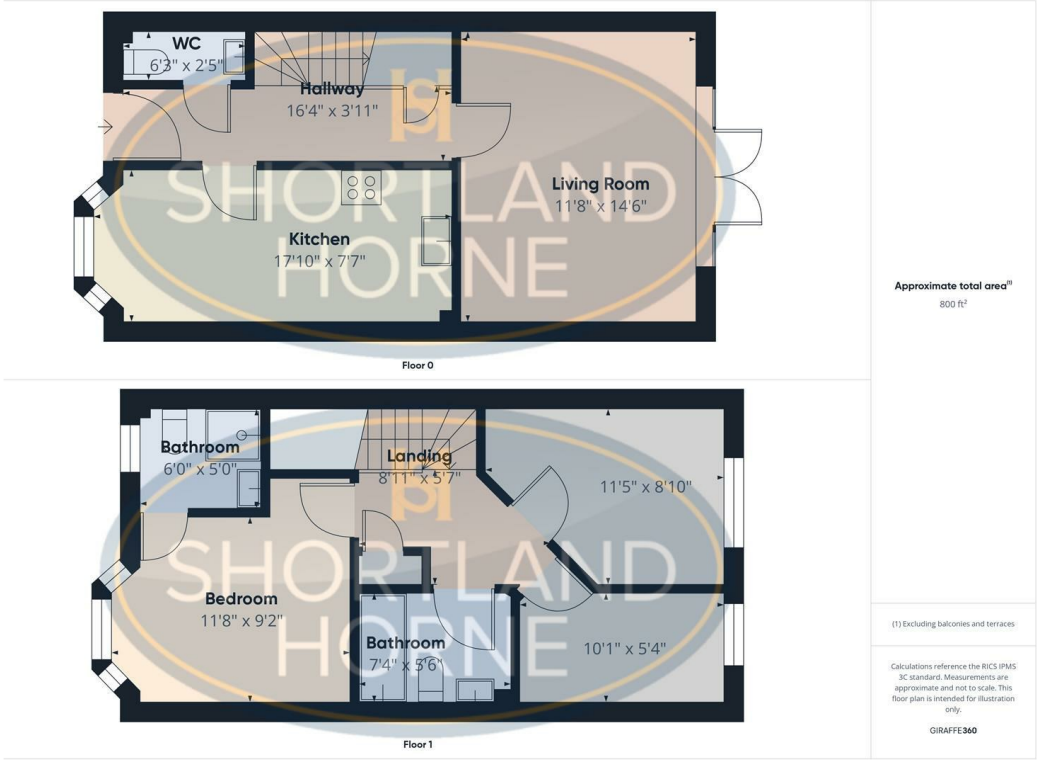 WC
6'3" x 2'5"
Hallway
16'4" x 3'11"
Living Room
11'8" x 14'6"
Kitchen
17'10" x 7'7"
SHORTLAND
HORNE
Floor 0
Approximate total area(1)
800 ft²
Bathroom
6'0" x 5'0"
Landing
8'11" x 5'7"
11'5" x 8'10"
Bedroom
11'8" x 9'2"
Bathroom
7'4" x 5'6"
10'1" x 5'4"
SHORTLAND
HORNE
Floor 1
(1) Excluding balconies and terraces
Calculations reference the RICS IPMS
3C standard. Measurements are
approximate and not to scale. This
floor plan is intended for illustration
only.
GIRAFFE360